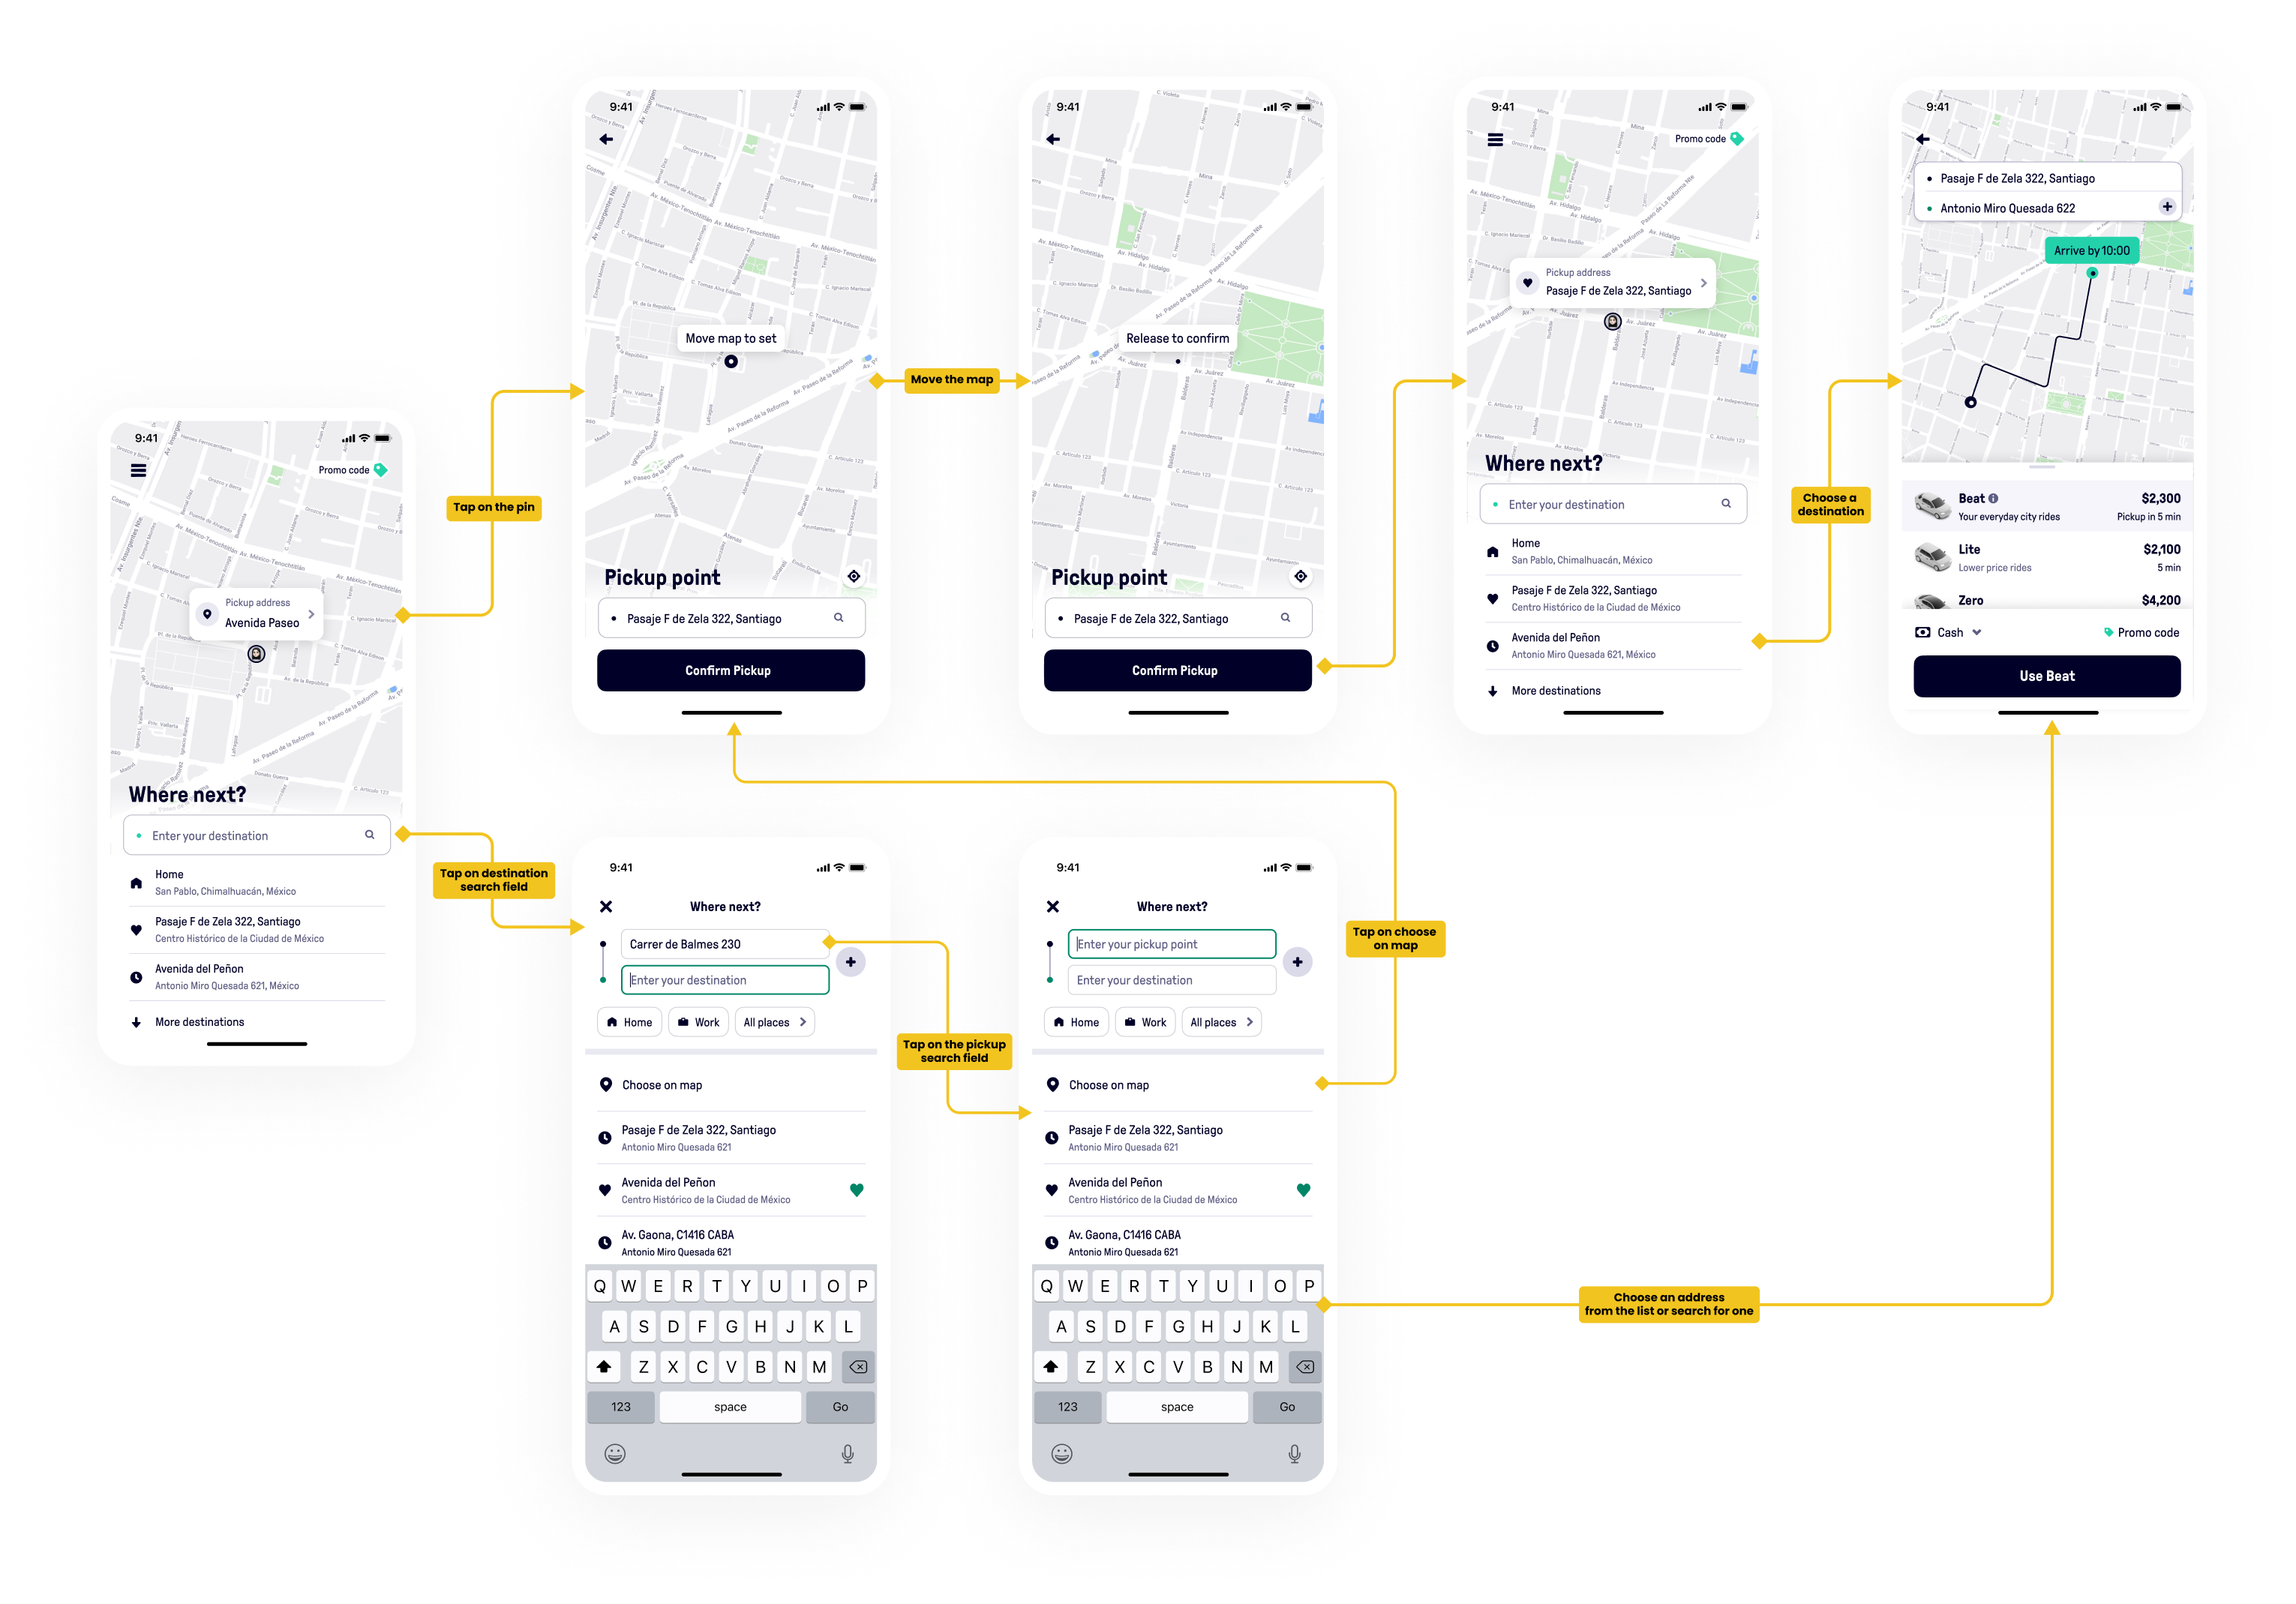 9:41
Promo code
Pickup address
Avenida Paseo
Where next?
Enter your destination
Home
San Pablo, Chimalhuacán, México
Pasaje F de Zela 322, Santiago
Centro Histórico de la Ciudad de México
Avenida del Peñon
Antonio Miro Quesada 621, México
More destinations
Tap on the pin
Tap on destination
search field
9:41
Av. México-Tenochtitlán
Av. Paseo de la Reforma
Move map to set
Pickup point
Pasaje F de Zela 322, Santiago
Confirm Pickup
Move the map
9:41
Mina
Av. Hidalgo
Av. Juárez
Release to confirm
Pickup point
Pasaje F de Zela 322, Santiago
Confirm Pickup
9:41
Promo code
Pickup address
Pasaje F de Zela 322, Santiago
Where next?
Enter your destination
Home
San Pablo, Chimalhuacán, México
Pasaje F de Zela 322, Santiago
Centro Histórico de la Ciudad de México
Avenida del Peñon
Antonio Miro Quesada 621, México
More destinations
Choose a
destination
9:41
Pasaje F de Zela 322, Santiago
Antonio Miro Quesada 622
Arrive by 10:00
Beat $2,300
Your everyday city rides Pickup in 5 min
Lite $2,100
Lower price rides 5 min
Zero $4,200
Cash Promo code
Use Beat
9:41
Where next?
Carrer de Balmes 230
Enter your destination
Home Work All places
Choose on map
Pasaje F de Zela 322, Santiago
Antonio Miro Quesada 621
Avenida del Peñon
Centro Histórico de la Ciudad de México
Av. Gaona, C1416 CABA
Antonio Miro Quesada 621
Q W E R T Y U I O P
A S D F G H J K L
Z X C V B N M
123 space Go
Tap on the pickup
search field
9:41
Where next?
Enter your pickup point
Enter your destination
Home Work All places
Choose on map
Pasaje F de Zela 322, Santiago
Antonio Miro Quesada 621
Avenida del Peñon
Centro Histórico de la Ciudad de México
Av. Gaona, C1416 CABA
Antonio Miro Quesada 621
Q W E R T Y U I O P
A S D F G H J K L
Z X C V B N M
123 space Go
Tap on choose
on map
Choose an address
from the list or search for one